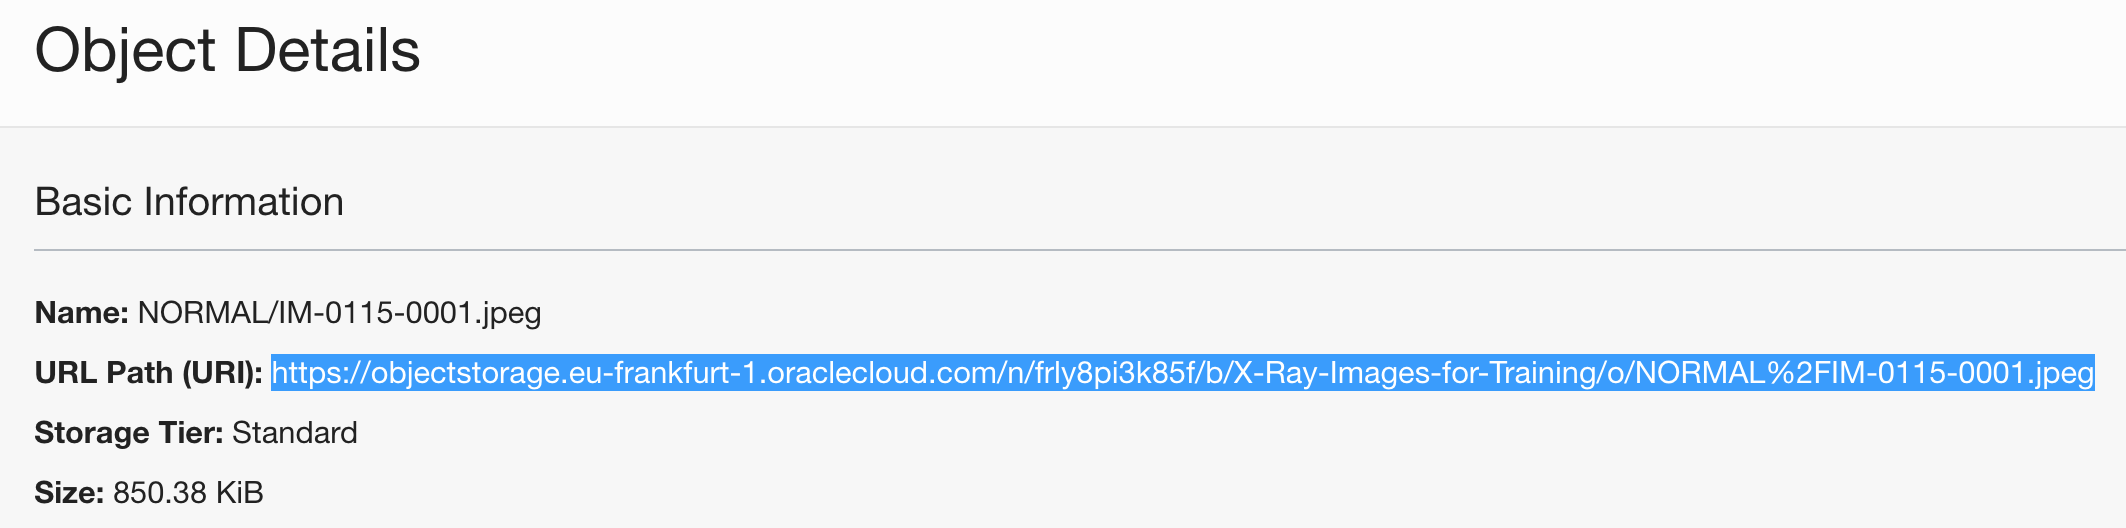 Object Details
Basic Information
Name: NORMAL/IM-0115-0001.jpeg
URL Path (URI): https://objectstorage.eu-frankfurt-1.oraclecloud.com/n/frly8pi3k85f/b/X-Ray-Images-for-Training/o/NORMAL%2FIM-0115-0001.jpeg
Storage Tier: Standard
Size: 850.38 KiB